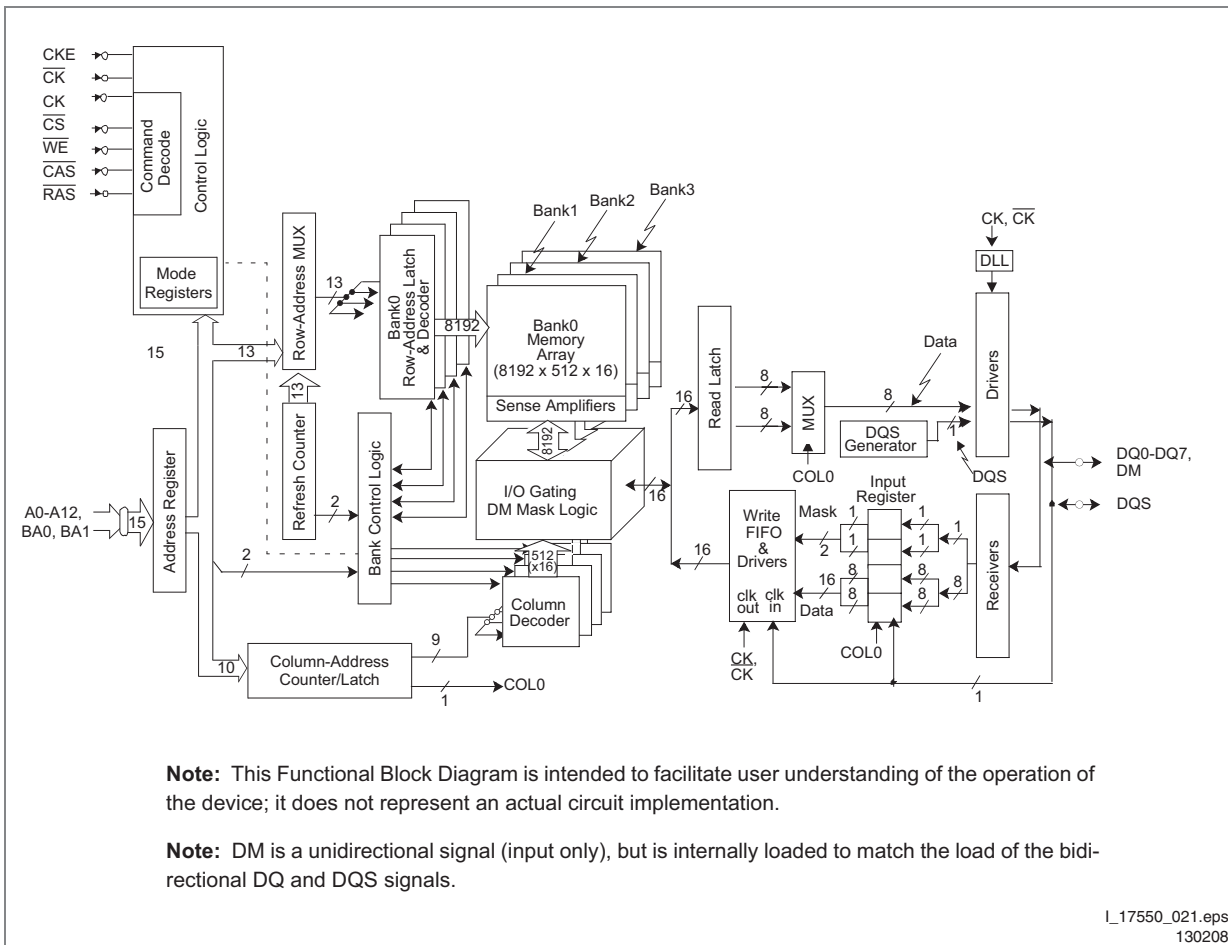 CKE
C̅K̅
CK
C̅S̅
W̅E̅
C̅A̅S̅
R̅A̅S̅
Command
Decode
Control Logic
Mode
Registers
15
13
Row-Address MUX
13
Refresh Counter
13
Bank0
Row-Address Latch
& Decoder
8192
Bank1
Bank2
Bank3
Bank0
Memory
Array
(8192 x 512 x 16)
Sense Amplifiers
8192
I/O Gating
DM Mask Logic
16
A0-A12,
BA0, BA1
15
Address Register
2
2
Bank Control Logic
512
(x16)
Column
Decoder
10
Column-Address
Counter/Latch
9
1
COL0
16
Read Latch
8
8
MUX
COL0
Data
8
DQS
Generator
1
DQS
CK, C̅K̅
DLL
Drivers
DQ0-DQ7,
DM
DQS
16
Write
FIFO
&
Drivers
clk
out
clk
in
Mask
2
16
Data
Input
Register
1
1
1
1
1
8
8
8
8
8
COL0
Receivers
CK,
C̅K̅
1
Note: This Functional Block Diagram is intended to facilitate user understanding of the operation of
the device; it does not represent an actual circuit implementation.
Note: DM is a unidirectional signal (input only), but is internally loaded to match the load of the bidi-
rectional DQ and DQS signals.
I_17550_021.eps
130208